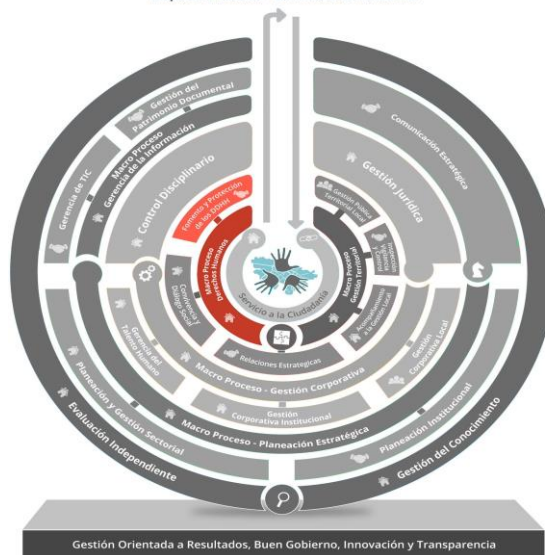 Gestión del
Patrimonio Documental
Macro Proceso
Gerencia de la Información
Gerencia de TIC
Control Disciplinario
Fomento y Protección
de los DDHH
Macro Proceso
Derechos Humanos
Convivencia y
Diálogo Social
Comunicación Estratégica
Gestión Jurídica
Gestión Pública
Territorial Local
Inspección
Vigilancia
y Control
Macro Proceso
Gestión Territorial
Acompañamiento
a la Gestión Local
Servicio a la Ciudadanía
Relaciones Estrategicas
Gerencia del
Talento Humano
Macro Proceso - Gestión Corporativa
Gestión
Corporativa Local
Gestión
Corporativa Institucional
Planeación y Gestión Sectorial
Macro Proceso - Planeación Estratégica
Planeación Institucional
Evaluación Independiente
Gestión del Conocimiento
Gestión Orientada a Resultados, Buen Gobierno, Innovación y Transparencia